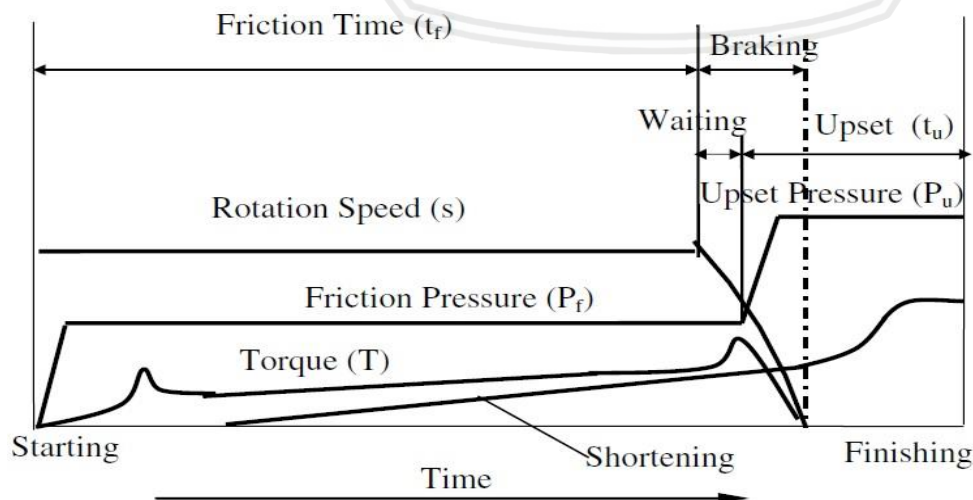 Friction Time (tf)
Braking
Waiting
Upset (tu)
Upset Pressure (Pu)
Rotation Speed (s)
Friction Pressure (Pf)
Torque (T)
Starting
Shortening
Finishing
Time